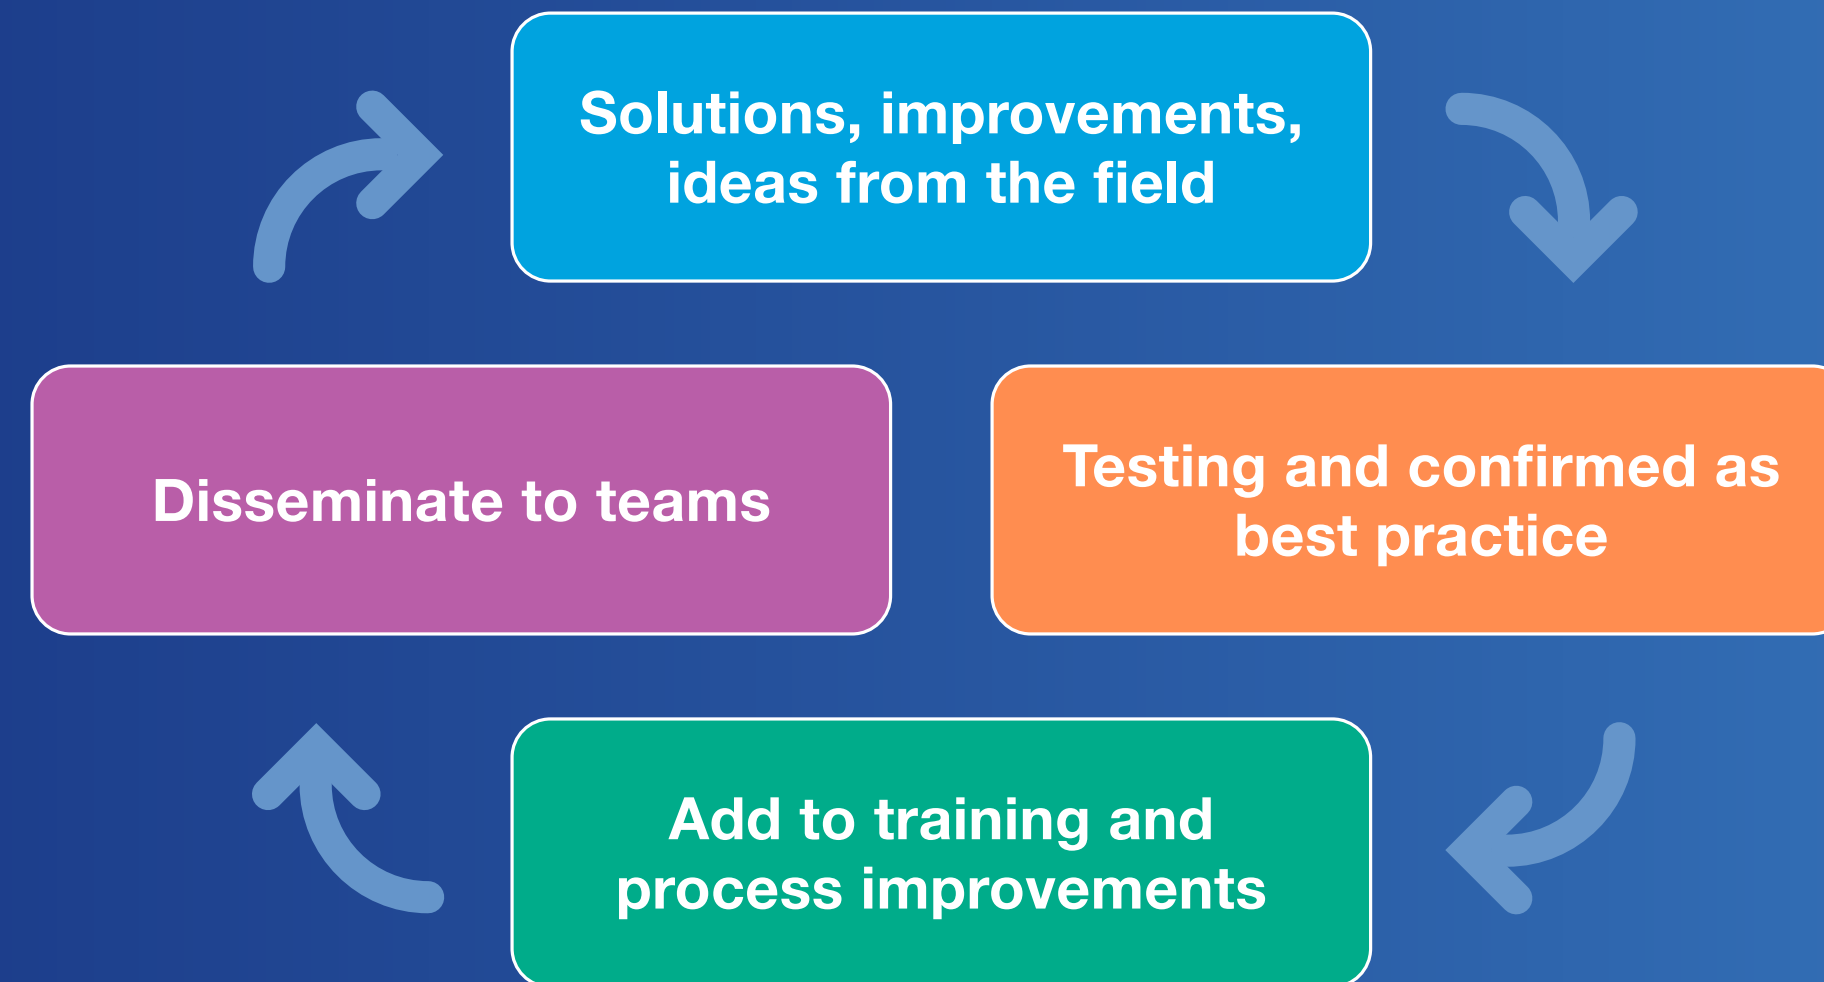 Solutions, improvements,
ideas from the field
Disseminate to teams
Testing and confirmed as
best practice
Add to training and
process improvements